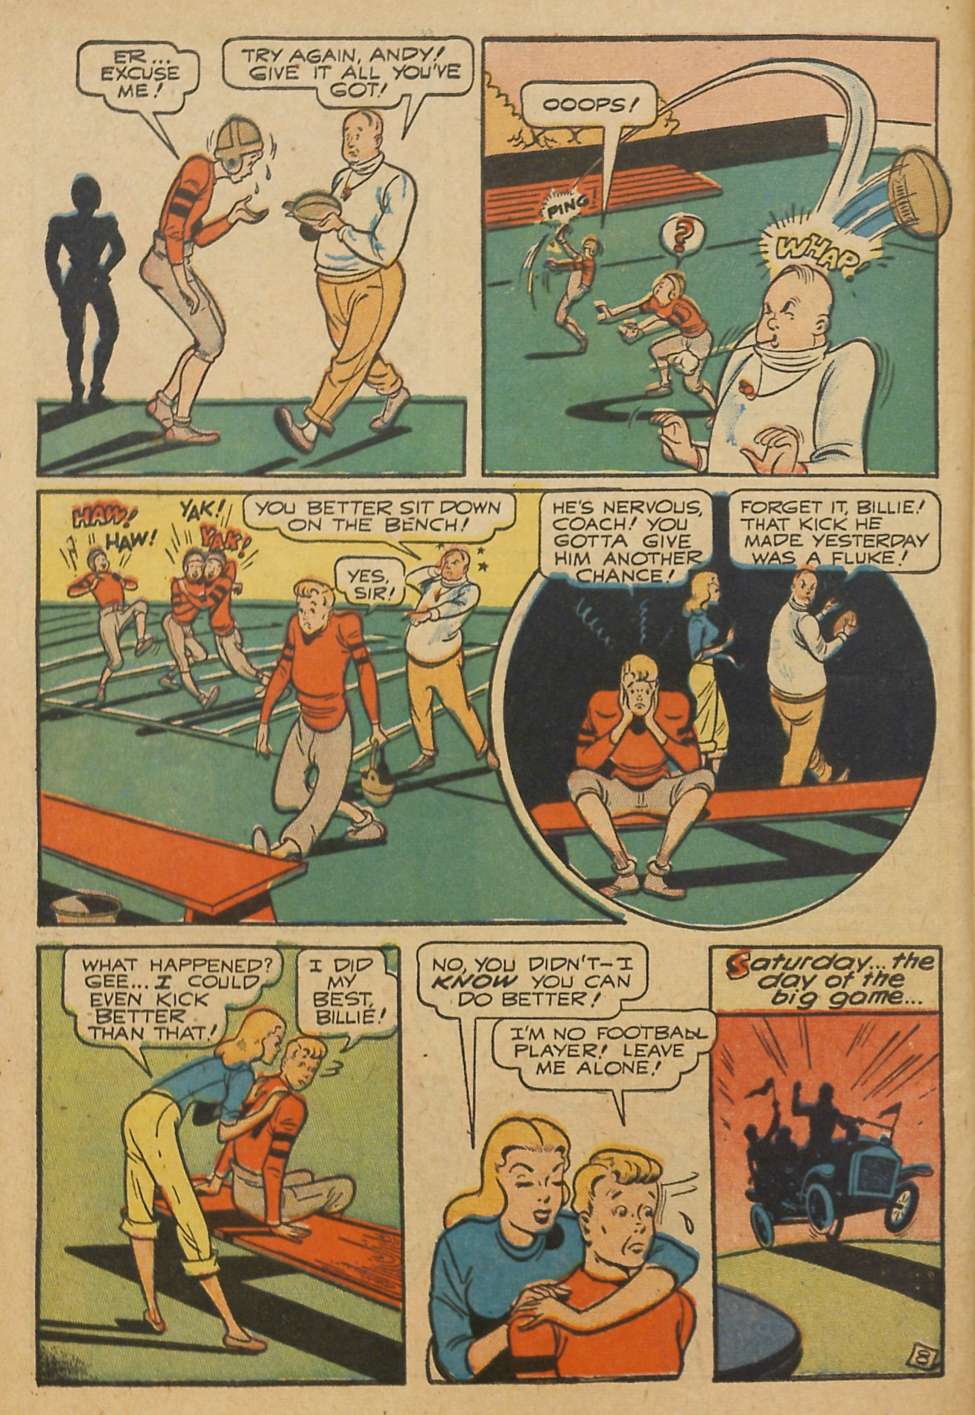 ER...
EXCUSE
ME!
TRY AGAIN, ANDY!
GIVE IT ALL YOU'VE
GOT!
OOOPS!
PING!
?
WHAP!
HAW!
HAW!
YAK!
YAK!
YOU BETTER SIT DOWN
ON THE BENCH!
YES,
SIR!
HE'S NERVOUS,
COACH! YOU
GOTTA GIVE
HIM ANOTHER
CHANCE!
FORGET IT, BILLIE!
THAT KICK HE
MADE YESTERDAY
WAS A FLUKE!
WHAT HAPPENED?
GEE...I COULD
EVEN KICK
BETTER
THAN THAT!
I DID
MY
BEST,
BILLIE!
NO, YOU DIDN'T-I
KNOW YOU CAN
DO BETTER!
I'M NO FOOTBALL
PLAYER! LEAVE
ME ALONE!
Saturday... the
day of the
big game...
8